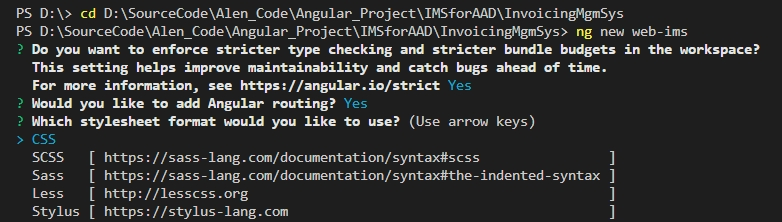 PS D:\> cd D:\SourceCode\Alen_Code\Angular_Project\IMSforAAD\InvoicingMgmSys
PS D:\SourceCode\Alen_Code\Angular_Project\IMSforAAD\InvoicingMgmSys> ng new web-ims
? Do you want to enforce stricter type checking and stricter bundle budgets in the workspace?
This setting helps improve maintainability and catch bugs ahead of time.
For more information, see https://angular.io/strict Yes
? Would you like to add Angular routing? Yes
? Which stylesheet format would you like to use? (Use arrow keys)
> CSS
SCSS [ https://sass-lang.com/documentation/syntax#scss ]
Sass [ https://sass-lang.com/documentation/syntax#the-indented-syntax ]
Less [ http://lesscss.org ]
Stylus [ https://stylus-lang.com ]